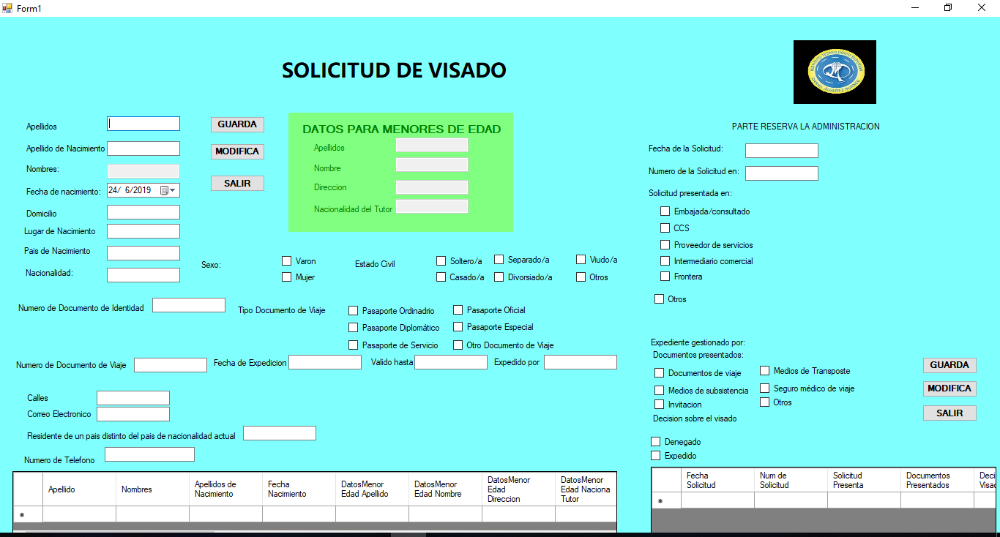 Form1
SOLICITUD DE VISADO
INSTITUTO TECNOLOGICO SUPERIOR
DANIEL ALVAREZ BURNEO
Apellidos
Apellido de Nacimiento
Nombres:
Fecha de nacimiento: 24/ 6/2019
Domicilio
Lugar de Nacimiento
Pais de Nacimiento
Nacionalidad:
GUARDA
MODIFICA
SALIR
DATOS PARA MENORES DE EDAD
Apellidos
Nombre
Direccion
Nacionalidad del Tutor
Sexo:
Varon
Mujer
Estado Civil
Soltero/a Separado/a Viudo/a
Casado/a Divorsiado/a Otros
Numero de Documento de Identidad
Tipo Documento de Viaje
Pasaporte Ordinadrio Pasaporte Oficial
Pasaporte Diplomático Pasaporte Especial
Pasaporte de Servicio Otro Documento de Viaje
Numero de Documento de Viaje Fecha de Expedicion Valido hasta Expedido por
Calles
Correo Electronico
Residente de un pais distinto del pais de nacionalidad actual
Numero de Telefono
Apellido
Nombres
Apellidos de
Nacimiento
Fecha
Nacimiento
DatosMenor
Edad Apellido
DatosMenor
Edad Nombre
DatosMenor
Edad
Direccion
DatosMenor
Edad Naciona
Tutor
PARTE RESERVA LA ADMINISTRACION
Fecha de la Solicitud:
Numero de la Solicitud en:
Solicitud presentada en:
Embajada/consultado
CCS
Proveedor de servicios
Intermediario comercial
Frontera
Otros
Expediente gestionado por:
Documentos presentados:
Documentos de viaje Medios de Transposte
Medios de subsistencia Seguro médico de viaje
Invitacion Otros
Decision sobre el visado
Denegado
Expedido
GUARDA
MODIFICA
SALIR
Fecha
Solicitud
Num de
Solicitud
Solicitud
Presenta
Documentos
Presentados
Deci
Visad